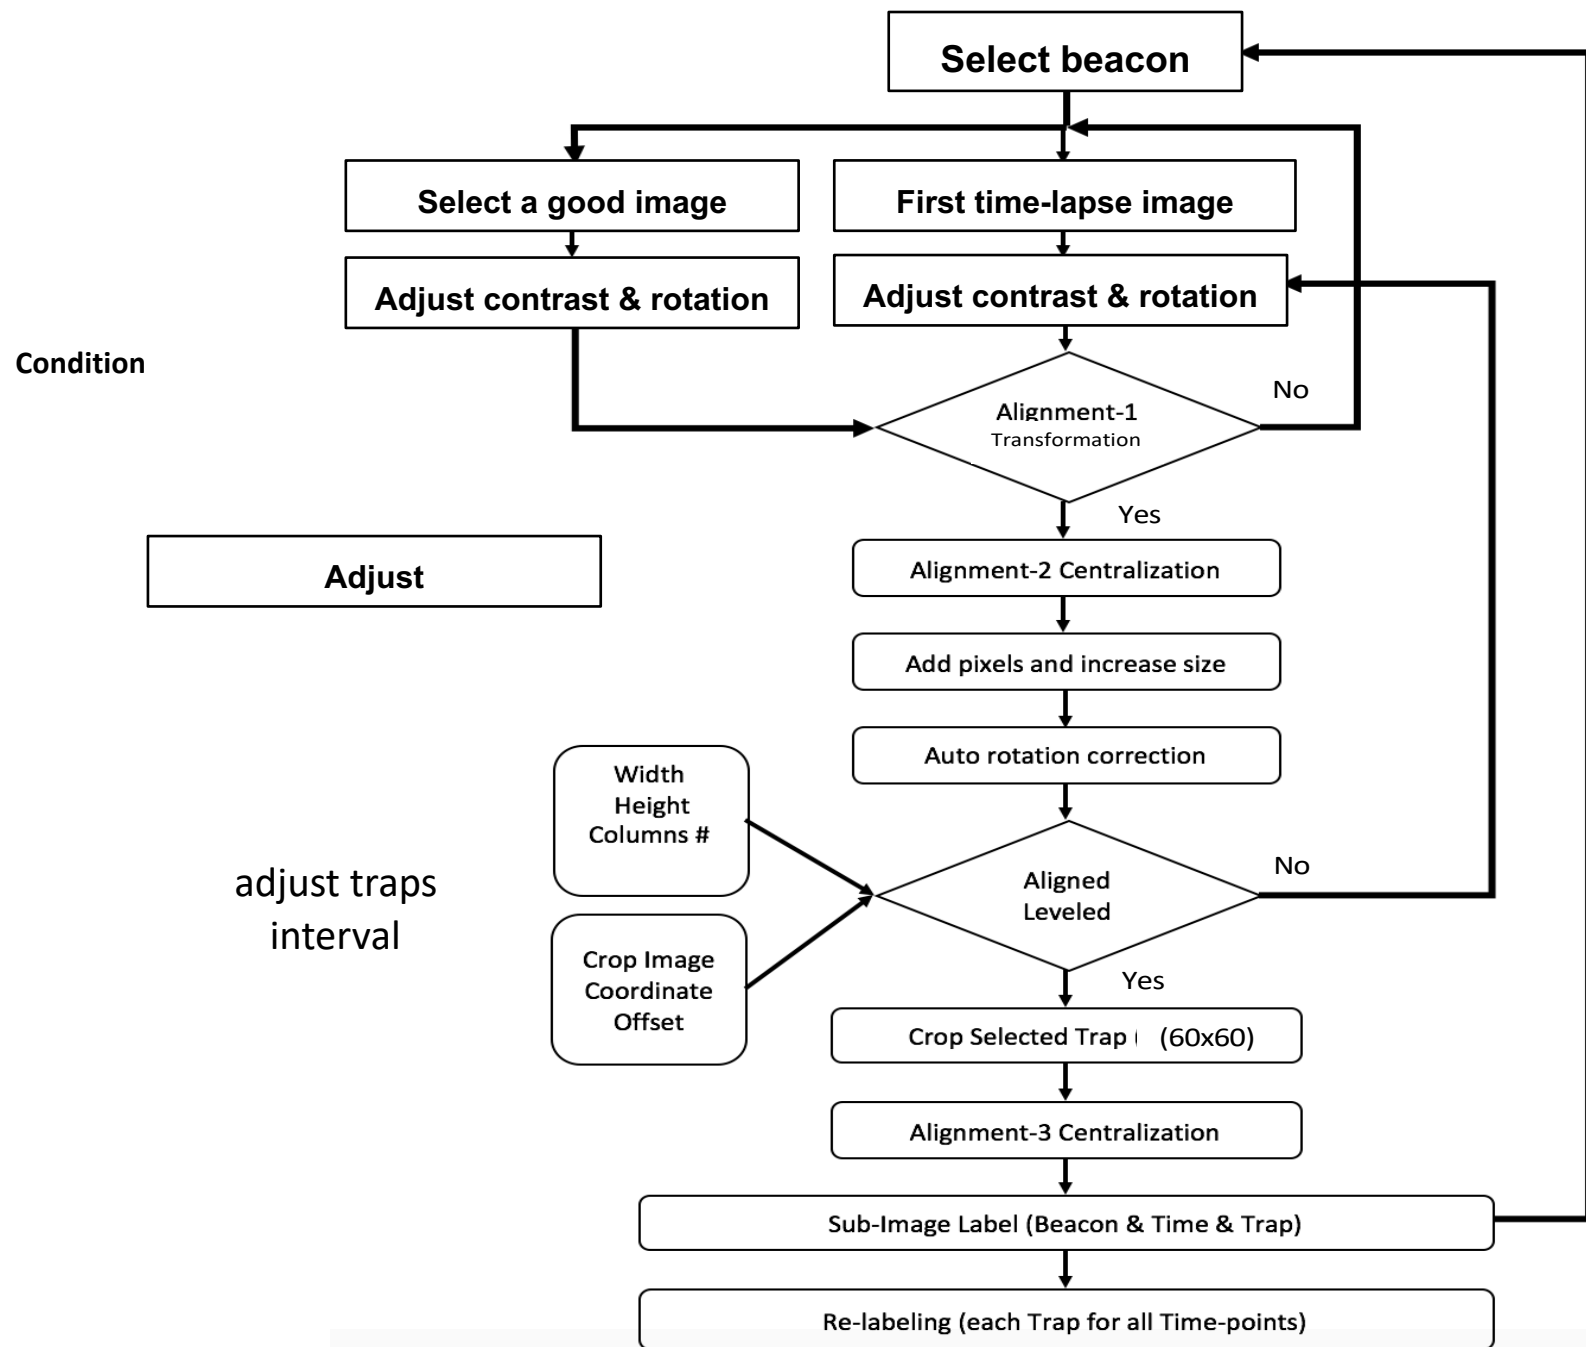 Select beacon
Select a good image
First time-lapse image
Adjust contrast & rotation
Adjust contrast & rotation
Condition
No
Alignment-1
Transformation
Yes
Alignment-2 Centralization
Adjust
Add pixels and increase size
Auto rotation correction
Width
Height
Columns #
adjust traps
interval
No
Aligned
Leveled
Crop Image
Coordinate
Offset
Yes
Crop Selected Trap ( (60x60)
Alignment-3 Centralization
Sub-Image Label (Beacon & Time & Trap)
Re-labeling (each Trap for all Time-points)